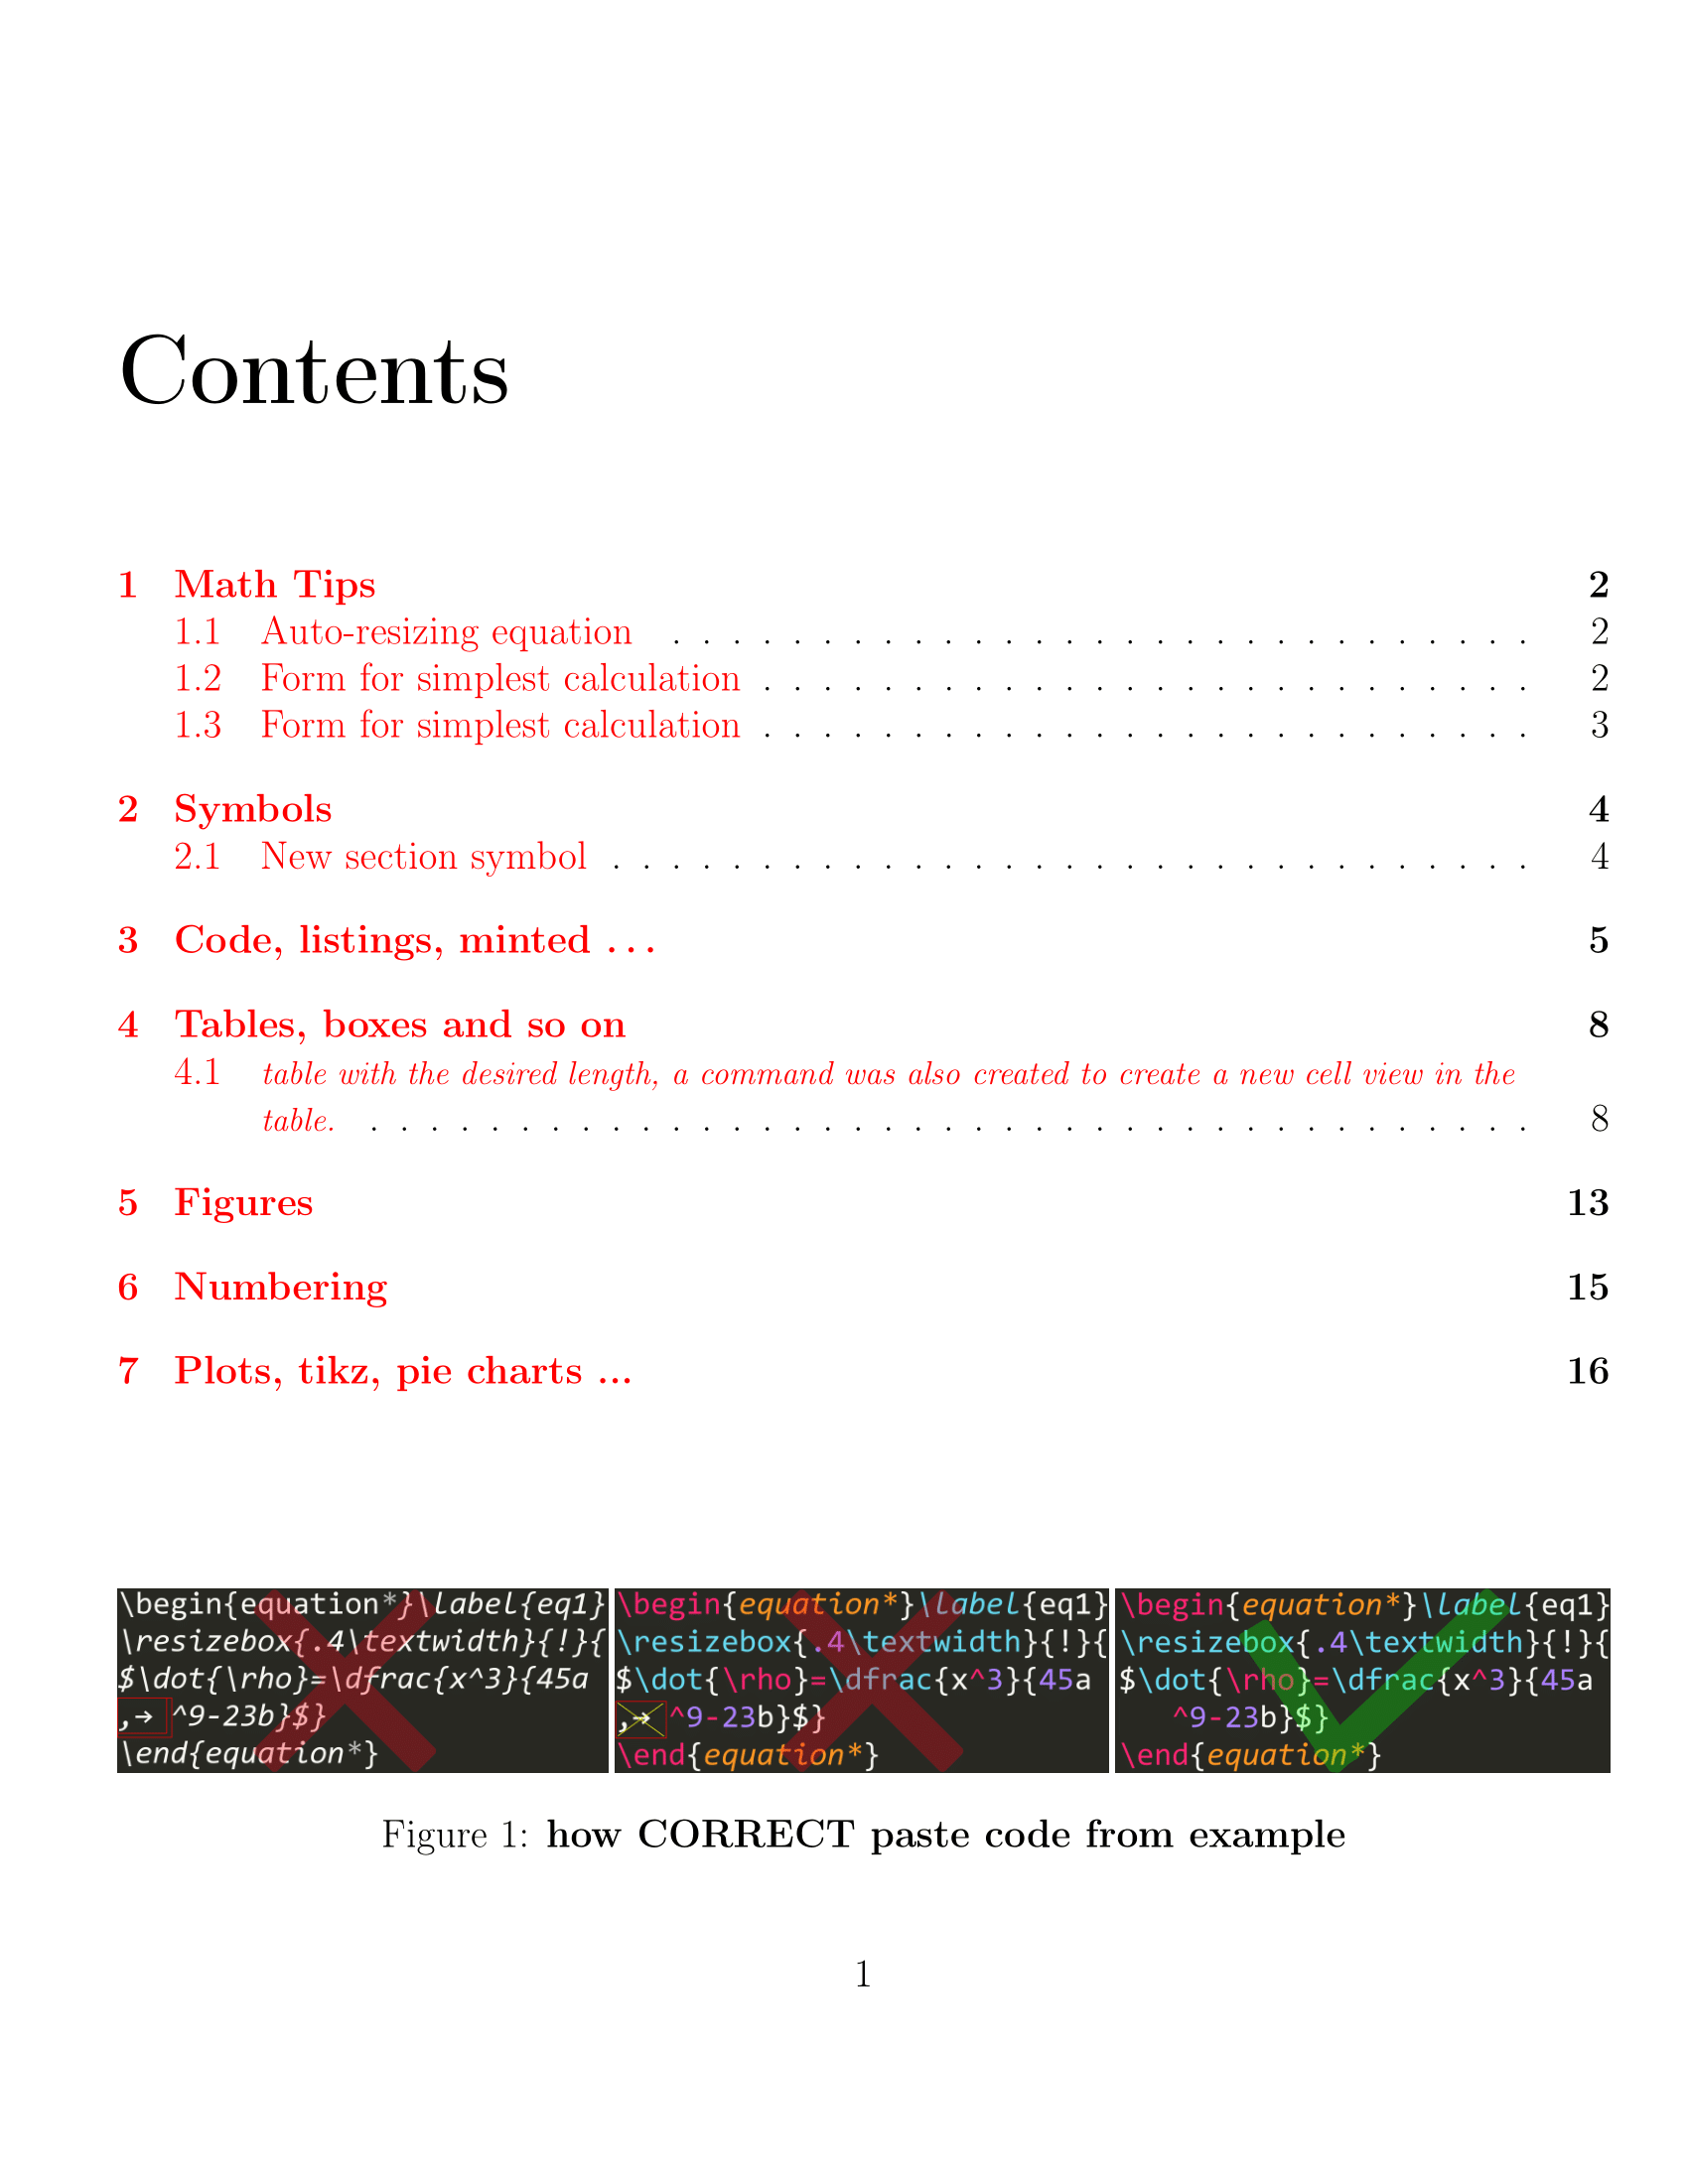 Contents
1 Math Tips 2
1.1 Auto-resizing equation . . . . . . . . . . . . . . . . . . . . . . . . . . . . . 2
1.2 Form for simplest calculation . . . . . . . . . . . . . . . . . . . . . . . . . . 2
1.3 Form for simplest calculation . . . . . . . . . . . . . . . . . . . . . . . . . . 3
2 Symbols 4
2.1 New section symbol . . . . . . . . . . . . . . . . . . . . . . . . . . . . . . . 4
3 Code, listings, minted . . . 5
4 Tables, boxes and so on 8
4.1 table with the desired length, a command was also created to create a new cell view in the
table. . . . . . . . . . . . . . . . . . . . . . . . . . . . . . . . . . . . . . . . 8
5 Figures 13
6 Numbering 15
7 Plots, tikz, pie charts ... 16
\begin{equation*}\label{eq1}
\resizebox{.4\textwidth}{!}{
$\dot{\rho}=\dfrac{x^3}{45a
,→ ^9-23b}$}
\end{equation*}
\begin{equation*}\label{eq1}
\resizebox{.4\textwidth}{!}{
$\dot{\rho}=\dfrac{x^3}{45a
,→ ^9-23b}$}
\end{equation*}
\begin{equation*}\label{eq1}
\resizebox{.4\textwidth}{!}{
$\dot{\rho}=\dfrac{x^3}{45a
^9-23b}$}
\end{equation*}
Figure 1: how CORRECT paste code from example
1